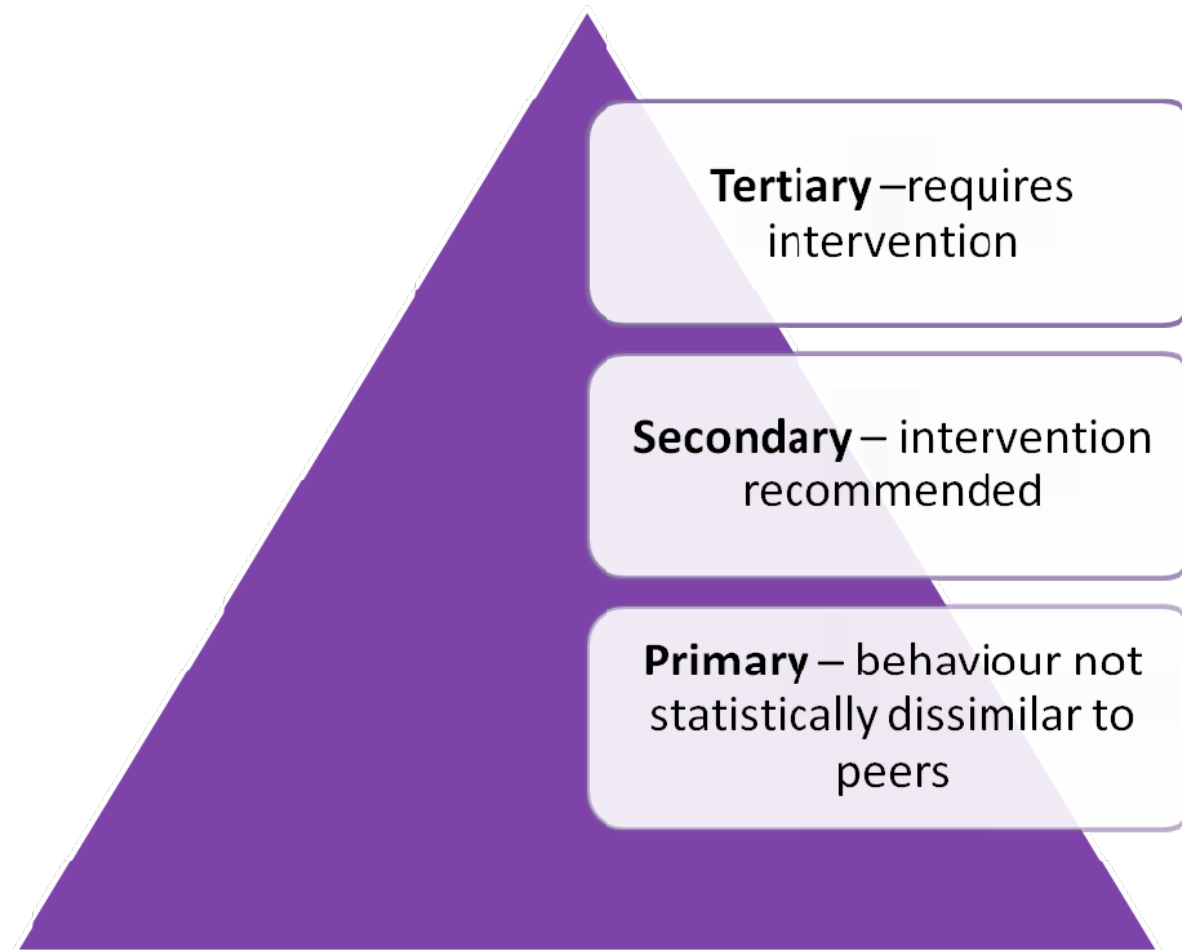 Tertiary –requires
intervention
Secondary – intervention
recommended
Primary – behaviour not
statistically dissimilar to
peers